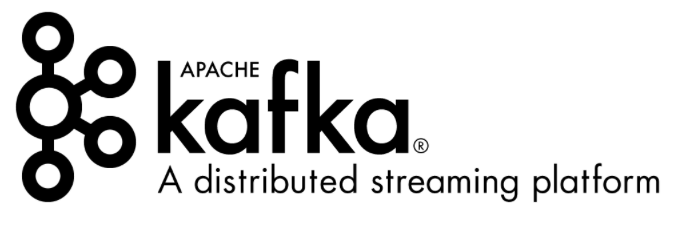 APACHE
kafka®
A distributed streaming platform